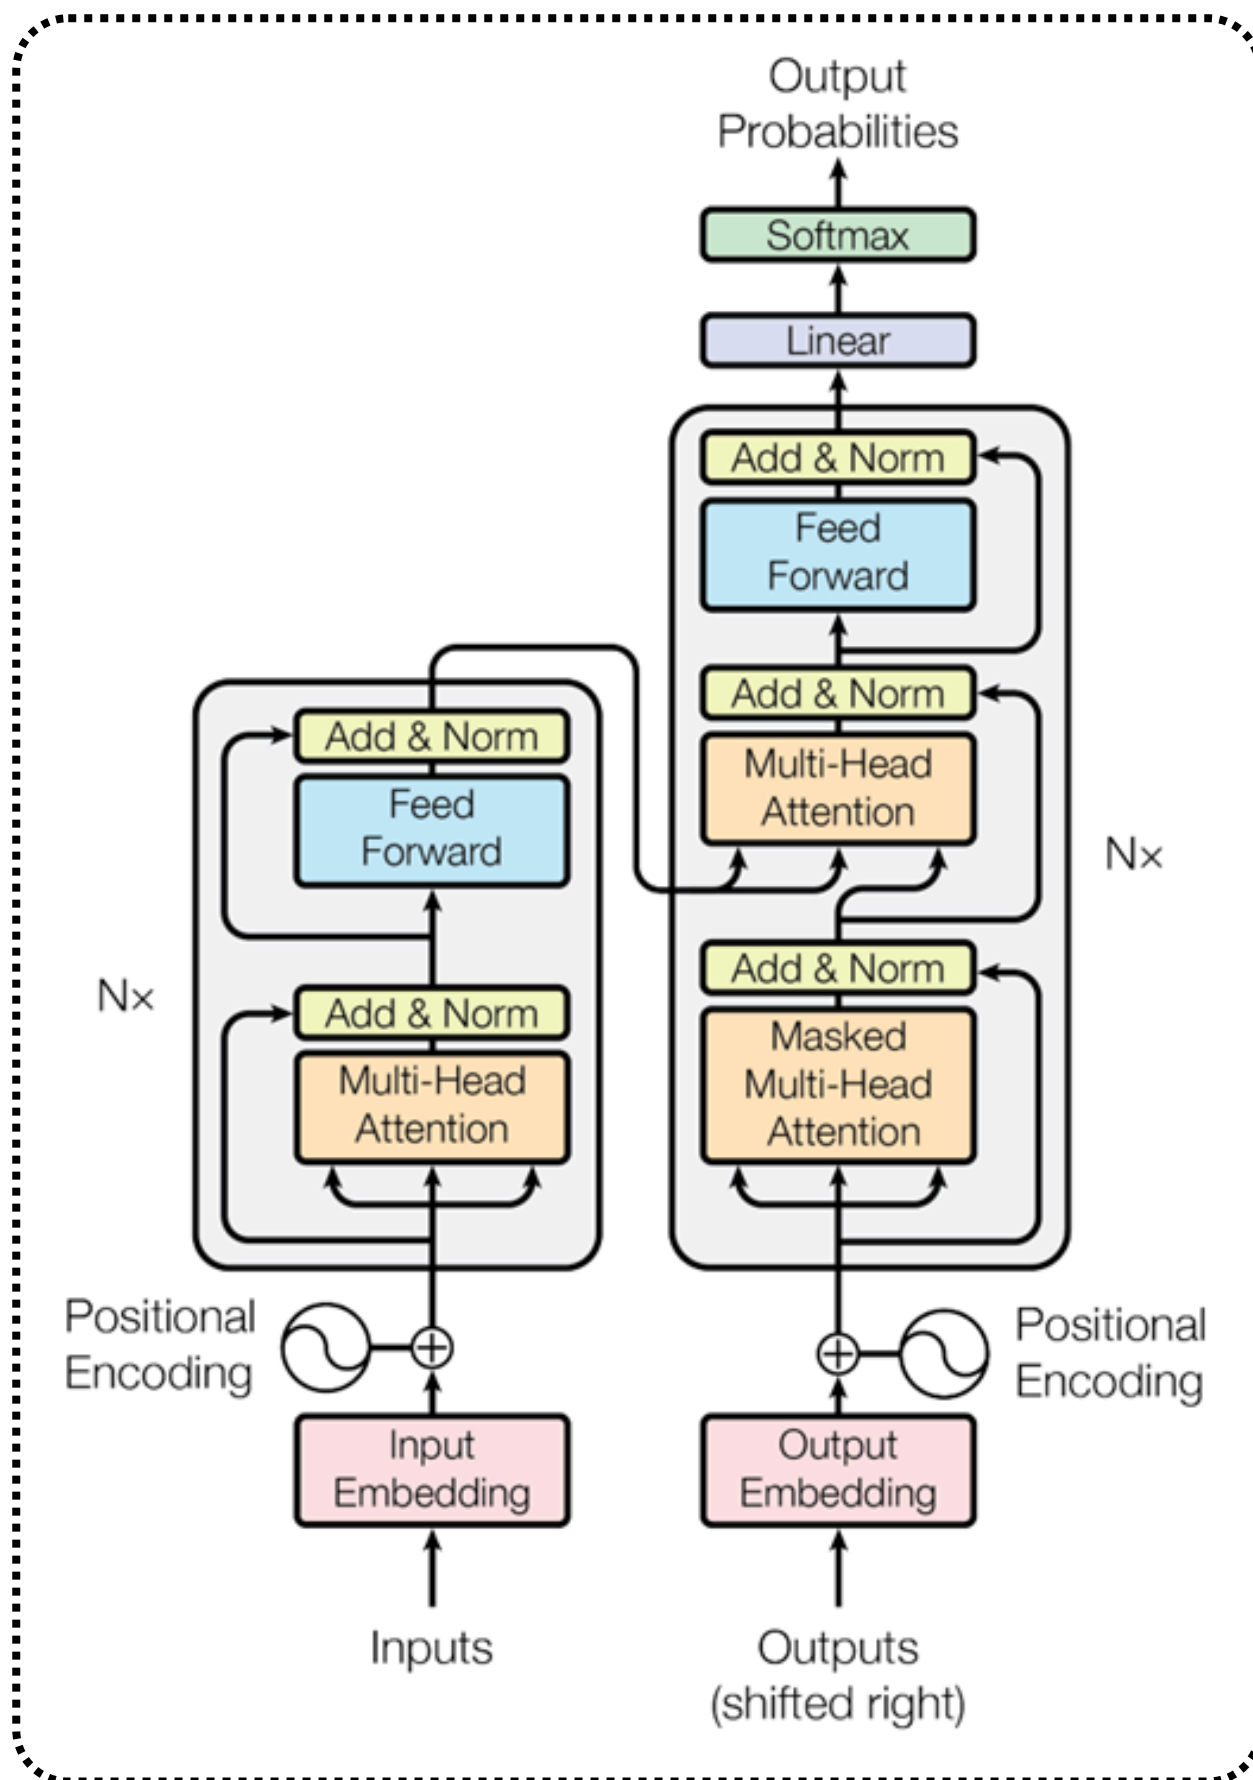 Output
Probabilities
Softmax
Linear
Add & Norm
Feed
Forward
Add & Norm
Multi-Head
Attention
Add & Norm
Masked
Multi-Head
Attention
Nx
Add & Norm
Feed
Forward
Add & Norm
Multi-Head
Attention
Nx
Positional
Encoding
Positional
Encoding
Input
Embedding
Output
Embedding
Inputs
Outputs
(shifted right)